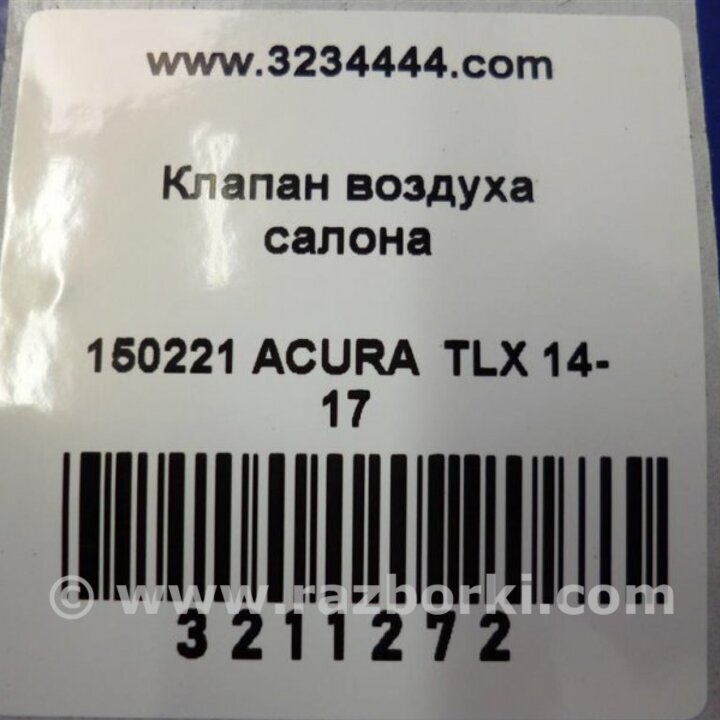 www.3234444.com
Клапан воздуха
салона
150221 ACURA TLX 14-
17
© www.razborki.com
3211272